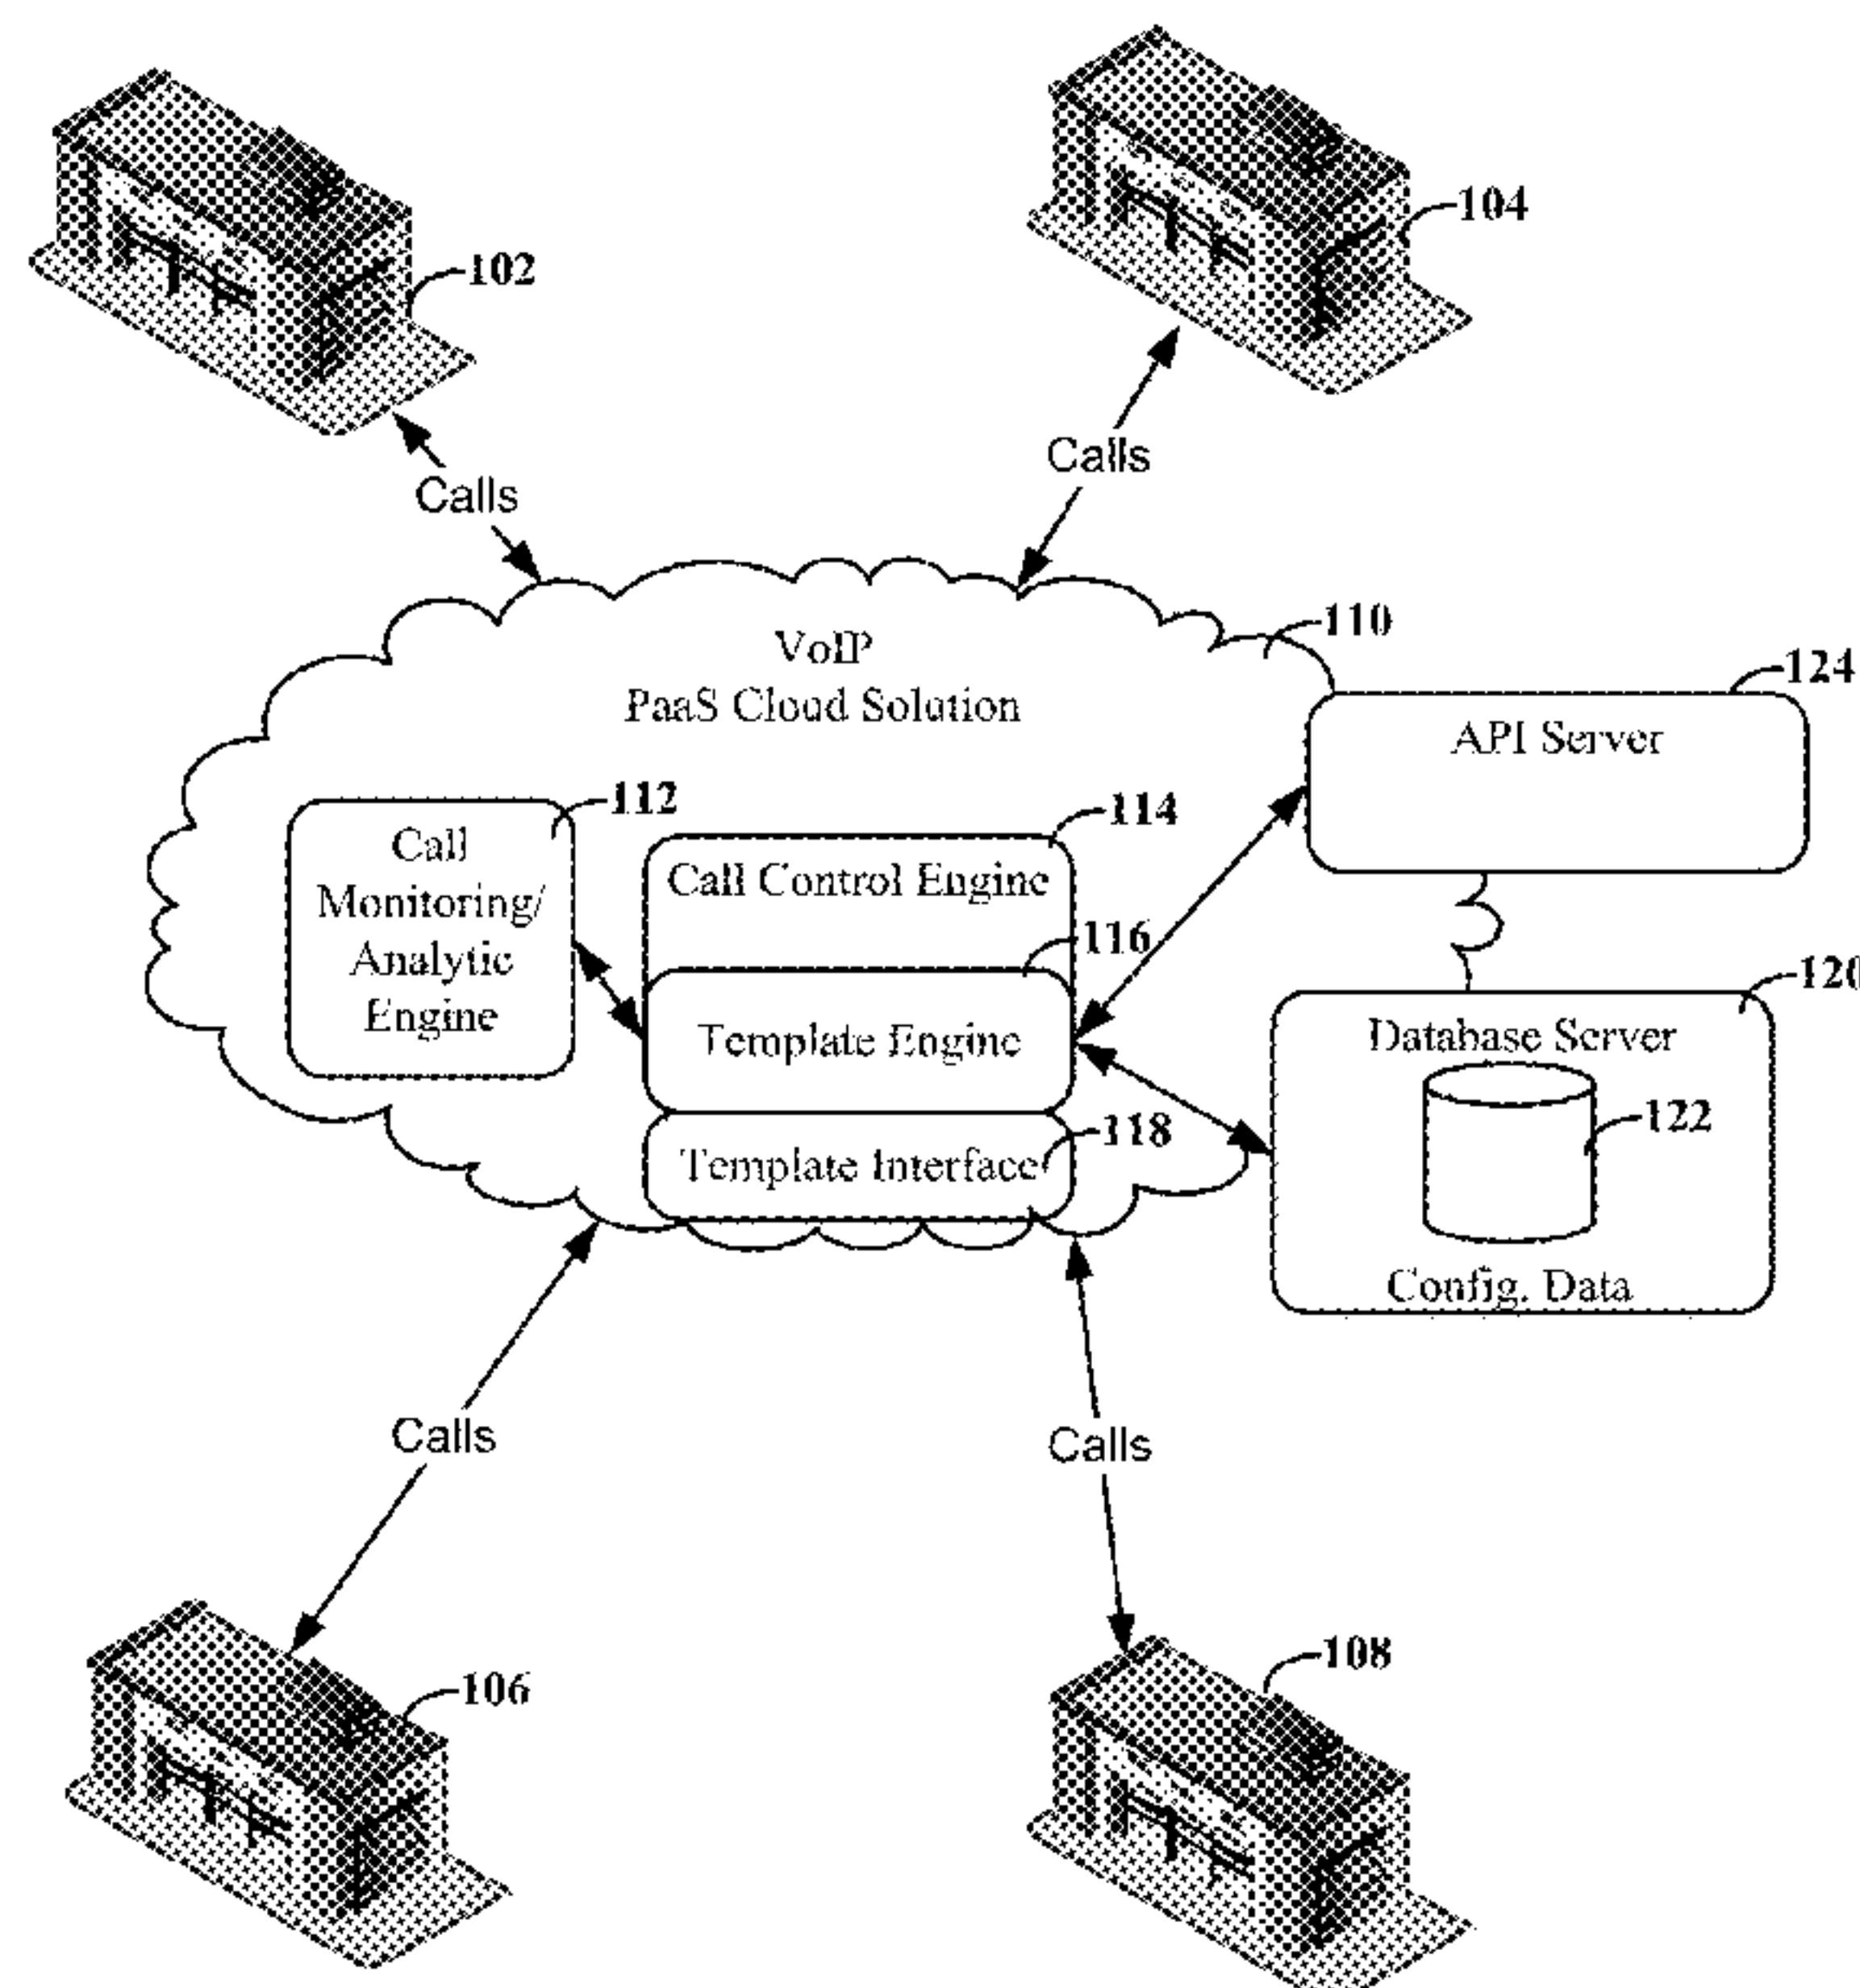 104
102
Calls
Calls
110
VoIP
PaaS Cloud Solution
124
API Server
112
114
Call
Monitoring/
Analytic
Engine
Call Control Engine
116
Template Engine
120
Database Server
122
118
Template Interface
Config. Data
Calls
Calls
106
108